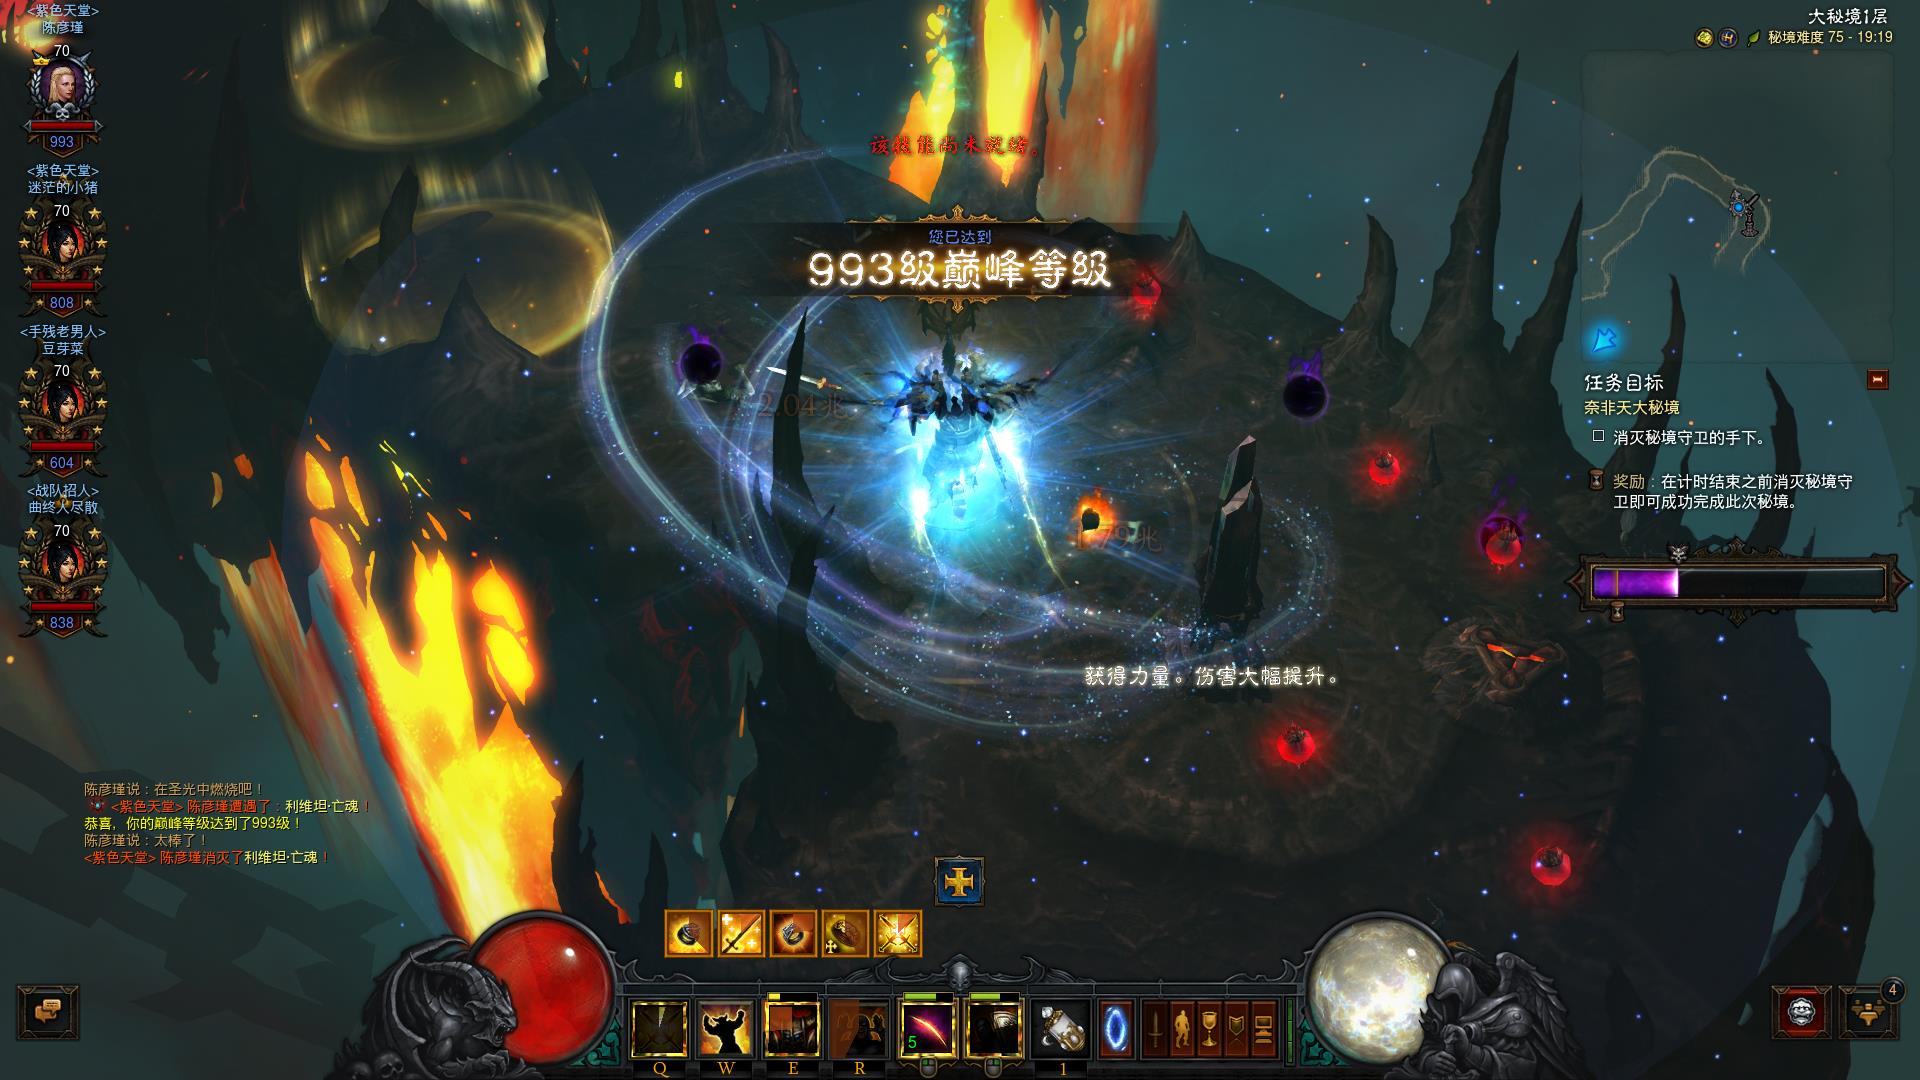 <紫色天堂>
陈彦瑾
70
993
<紫色天堂>
迷茫的小猪
70
808
<手残老男人>
豆芽菜
70
604
<战队招人>
曲终人尽散
70
838
大秘境1层
秘境难度 75 - 19:19
该技能尚未就绪。
您已达到
993级巅峰等级
2.04兆
1.79兆
获得力量。伤害大幅提升。
任务目标
奈非天大秘境
消灭秘境守卫的手下。
奖励：在计时结束之前消灭秘境守
卫即可成功完成此次秘境。
陈彦瑾说：在圣光中燃烧吧！
<紫色天堂> 陈彦瑾遭遇了：利维坦·亡魂！
恭喜，你的巅峰等级达到了993级！
陈彦瑾说：太棒了！
<紫色天堂> 陈彦瑾消灭了利维坦·亡魂！
5
Q
W
E
R
1
4